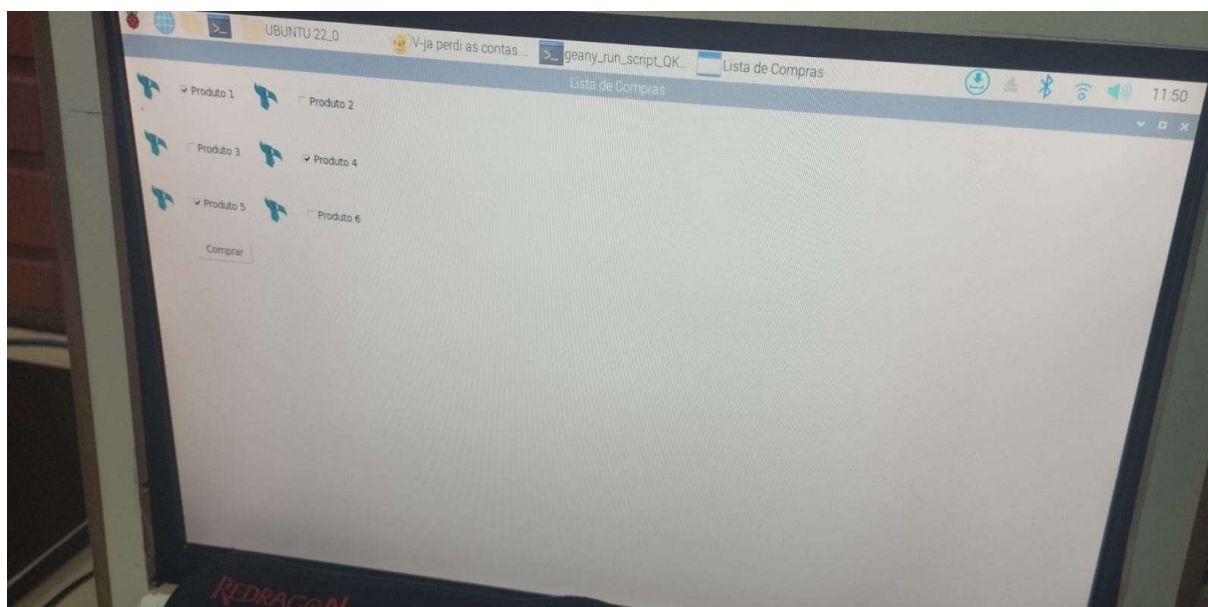 UBUNTU 22_0
V-ja perdi as contas....
geany_run_script_QK...
Lista de Compras
11:50
Lista de Compras
Produto 1
Produto 2
Produto 3
Produto 4
Produto 5
Produto 6
Comprar
REDRAGON